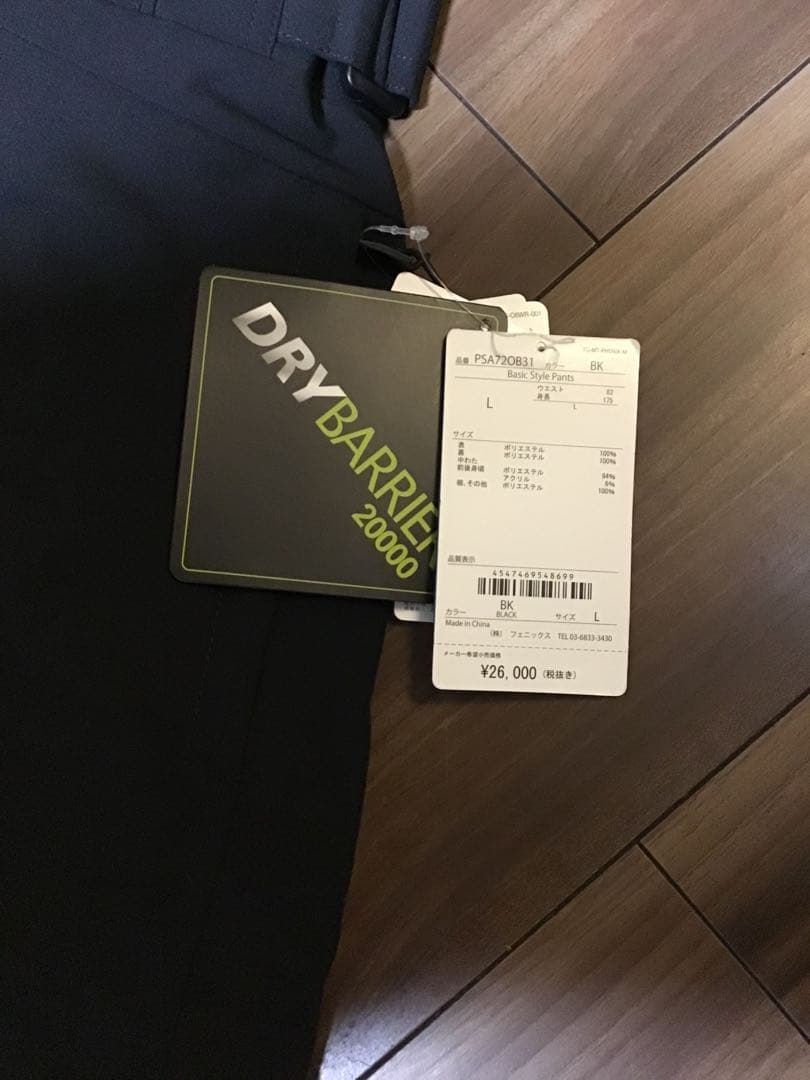 DRY BARRIER
20000
-O8WR-001
品番 PSA72OB31 カラー BK
Basic Style Pants
ウエスト 82
L 身長 175
L
サイズ
表 ポリエステル 100%
裏 ポリエステル 100%
中わた
前後身頃 ポリエステル 94%
アクリル 6%
袖、その他 ポリエステル 100%
品質表示
4547469548699
BK
カラー BLACK サイズ L
Made in China
(株) フェニックス TEL 03-6833-3430
メーカー希望小売価格
¥26,000 (税抜き)